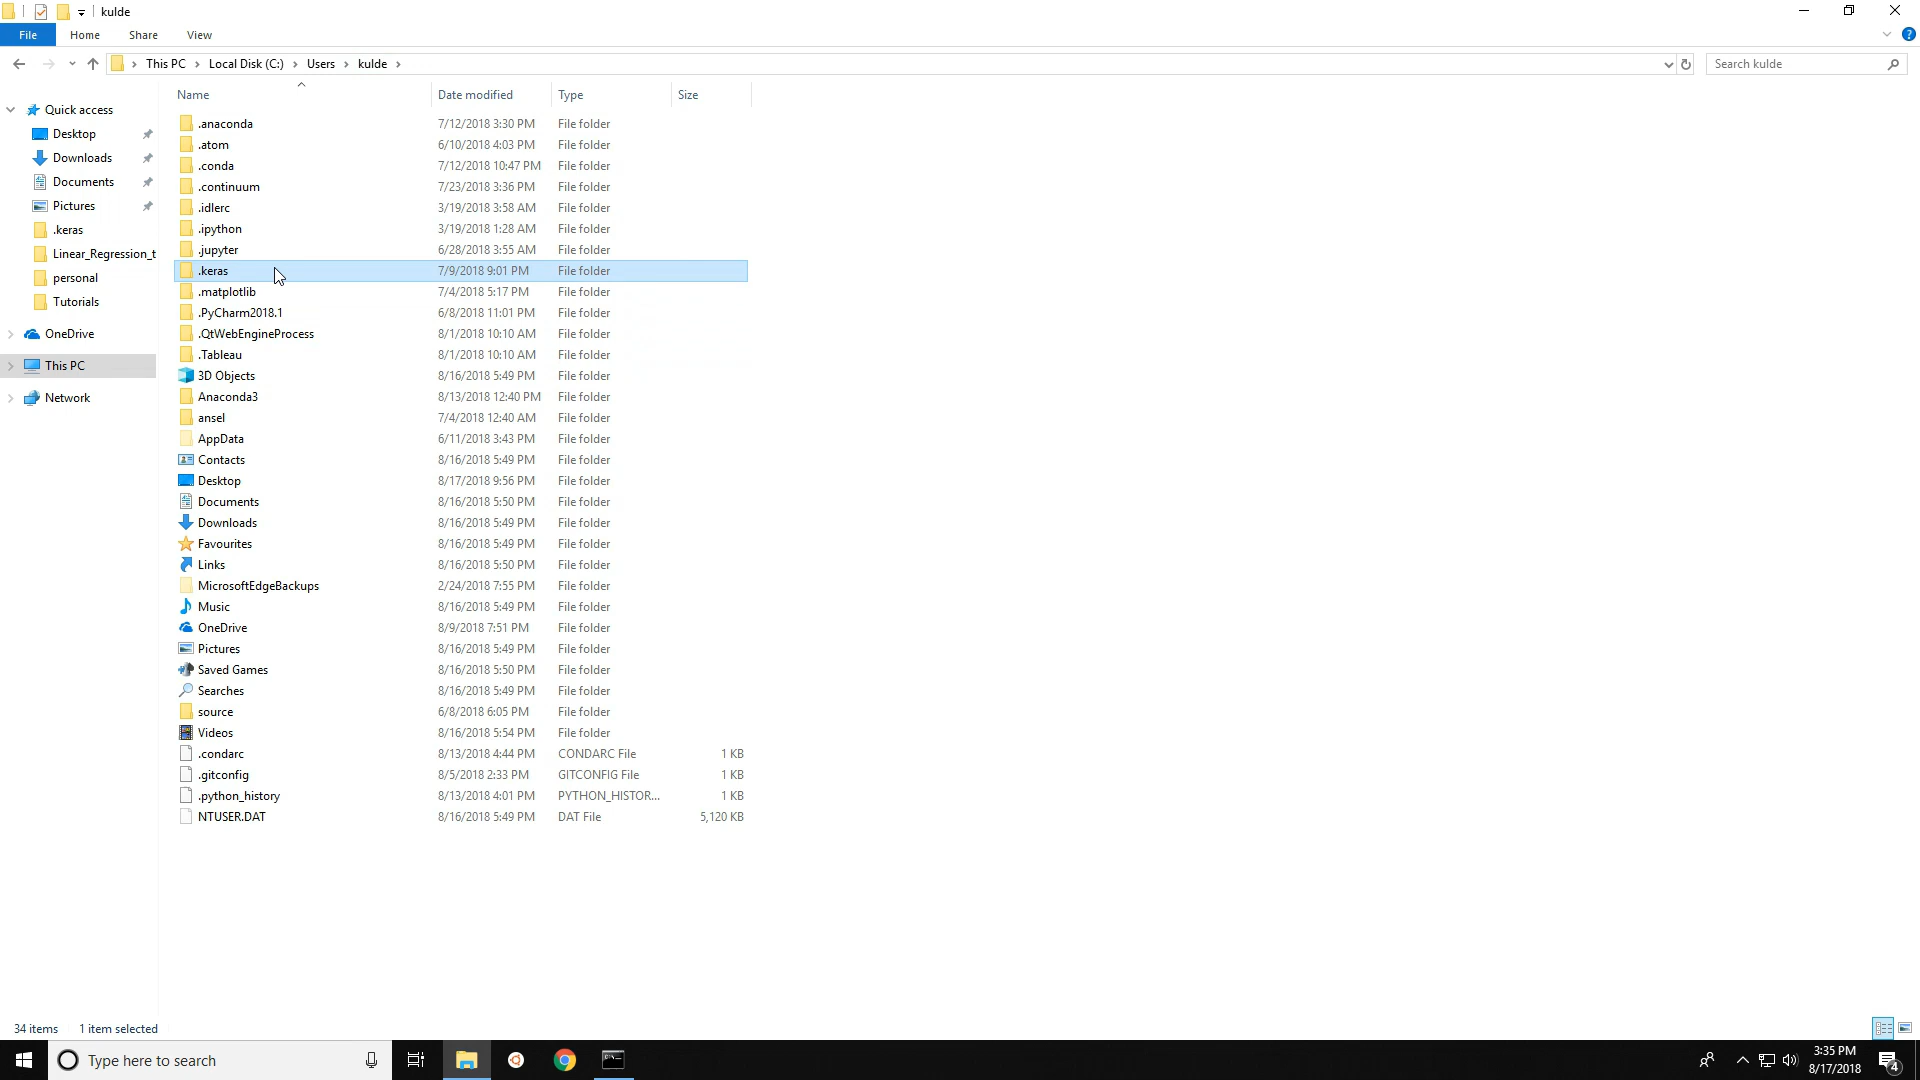 kulde
File Home Share View
This PC Local Disk (C:) Users kulde
Search kulde
Name Date modified Type Size
Quick access
Desktop
Downloads
Documents
Pictures
.keras
Linear_Regression_t
personal
Tutorials
OneDrive
This PC
Network
.anaconda 7/12/2018 3:30 PM File folder
.atom 6/10/2018 4:03 PM File folder
.conda 7/12/2018 10:47 PM File folder
.continuum 7/23/2018 3:36 PM File folder
.idlerc 3/19/2018 3:58 AM File folder
.ipython 3/19/2018 1:28 AM File folder
.jupyter 6/28/2018 3:55 AM File folder
.keras 7/9/2018 9:01 PM File folder
.matplotlib 7/4/2018 5:17 PM File folder
.PyCharm2018.1 6/8/2018 11:01 PM File folder
.QtWebEngineProcess 8/1/2018 10:10 AM File folder
.Tableau 8/1/2018 10:10 AM File folder
3D Objects 8/16/2018 5:49 PM File folder
Anaconda3 8/13/2018 12:40 PM File folder
ansel 7/4/2018 12:40 AM File folder
AppData 6/11/2018 3:43 PM File folder
Contacts 8/16/2018 5:49 PM File folder
Desktop 8/17/2018 9:56 PM File folder
Documents 8/16/2018 5:50 PM File folder
Downloads 8/16/2018 5:49 PM File folder
Favourites 8/16/2018 5:49 PM File folder
Links 8/16/2018 5:50 PM File folder
MicrosoftEdgeBackups 2/24/2018 7:55 PM File folder
Music 8/16/2018 5:49 PM File folder
OneDrive 8/9/2018 7:51 PM File folder
Pictures 8/16/2018 5:49 PM File folder
Saved Games 8/16/2018 5:50 PM File folder
Searches 8/16/2018 5:49 PM File folder
source 6/8/2018 6:05 PM File folder
Videos 8/16/2018 5:54 PM File folder
.condarc 8/13/2018 4:44 PM CONDARC File 1 KB
.gitconfig 8/5/2018 2:33 PM GITCONFIG File 1 KB
.python_history 8/13/2018 4:01 PM PYTHON_HISTOR... 1 KB
NTUSER.DAT 8/16/2018 5:49 PM DAT File 5,120 KB
34 items 1 item selected
Type here to search
3:35 PM
8/17/2018
4